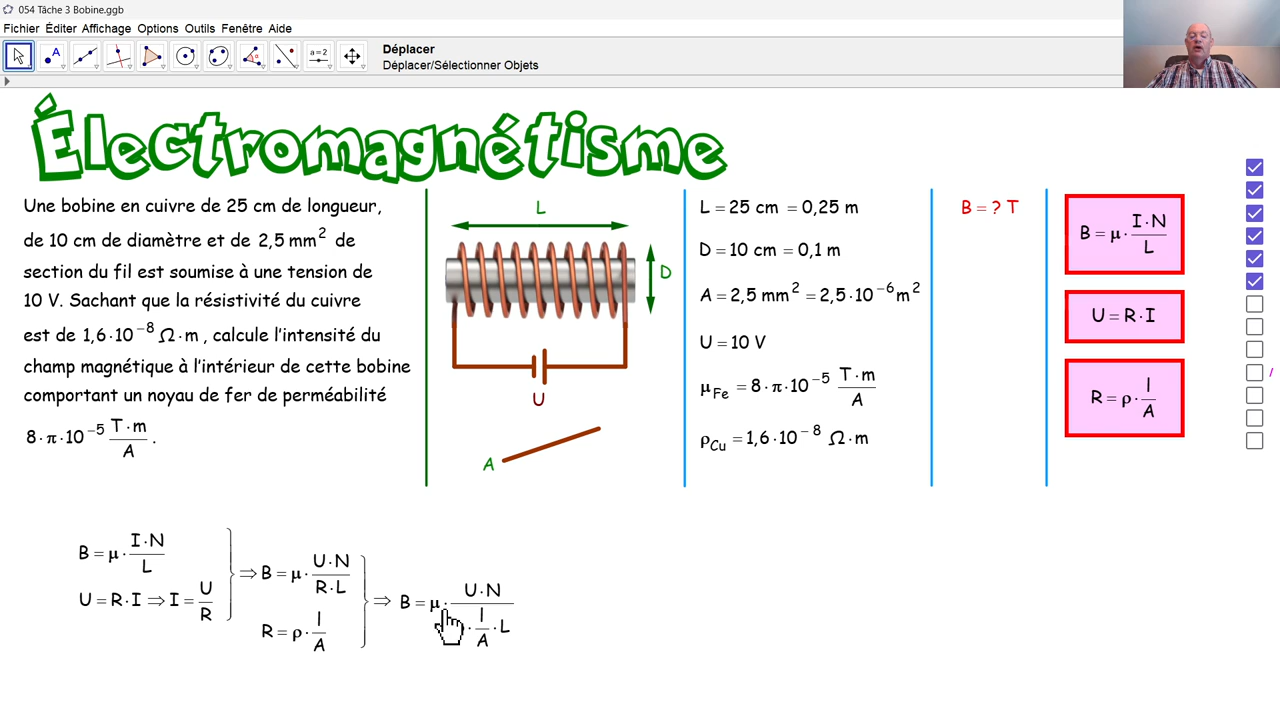 054 Tâche 3 Bobine.ggb
Fichier Éditer Affichage Options Outils Fenêtre Aide
A
a=2
Déplacer
Déplacer/Sélectionner Objets
Électromagnétisme
Une bobine en cuivre de 25 cm de longueur,
de 10 cm de diamètre et de 2,5 mm² de
section du fil est soumise à une tension de
10 V. Sachant que la résistivité du cuivre
est de 1,6·10⁻⁸ Ω·m , calcule l'intensité du
champ magnétique à l'intérieur de cette bobine
comportant un noyau de fer de perméabilité
8·π·10⁻⁵ T·m/A .
L
D
U
A
L = 25 cm = 0,25 m
D = 10 cm = 0,1 m
A = 2,5 mm² = 2,5·10⁻⁶ m²
U = 10 V
μ_Fe = 8·π·10⁻⁵ T·m/A
ρ_Cu = 1,6·10⁻⁸ Ω·m
B = ? T
B = μ · I·N/L
U = R·I
R = ρ · l/A
B = μ · I·N/L
U = R·I ⇒ I = U/R
⇒ B = μ · U·N/R·L
R = ρ · l/A
⇒ B = μ · U·N / · l/A · L